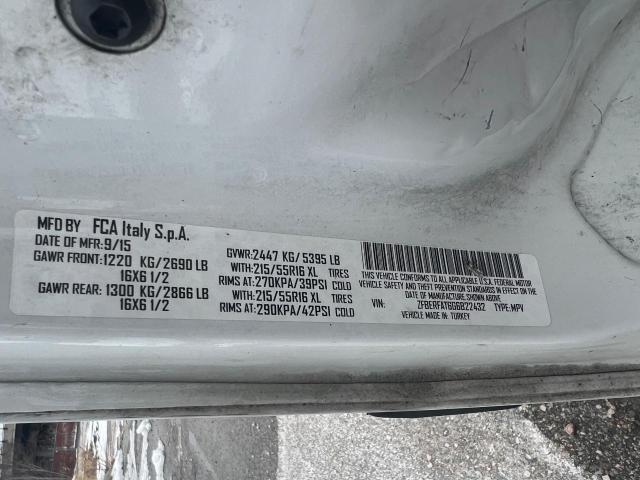 MFD BY FCA Italy S.p.A.
DATE OF MFR: 9/15
GAWR FRONT: 1220 KG/2690 LB
16X6 1/2
GAWR REAR: 1300 KG/2866 LB
16X6 1/2
GVWR: 2447 KG/ 5395 LB
WITH: 215/55R16 XL TIRES
RIMS AT: 270KPA/39PSI COLD
WITH: 215/55R16 XL TIRES
RIMS AT: 290KPA/42PSI COLD
THIS VEHICLE CONFORMS TO ALL APPLICABLE U.S.A. FEDERAL MOTOR
VEHICLE SAFETY AND THEFT PREVENTION STANDARDS IN EFFECT ON
THE DATE OF MANUFACTURE SHOWN ABOVE.
VIN: ZFBERFAT6G6B22432 TYPE: MPV
VEHICLE MADE IN: TURKEY